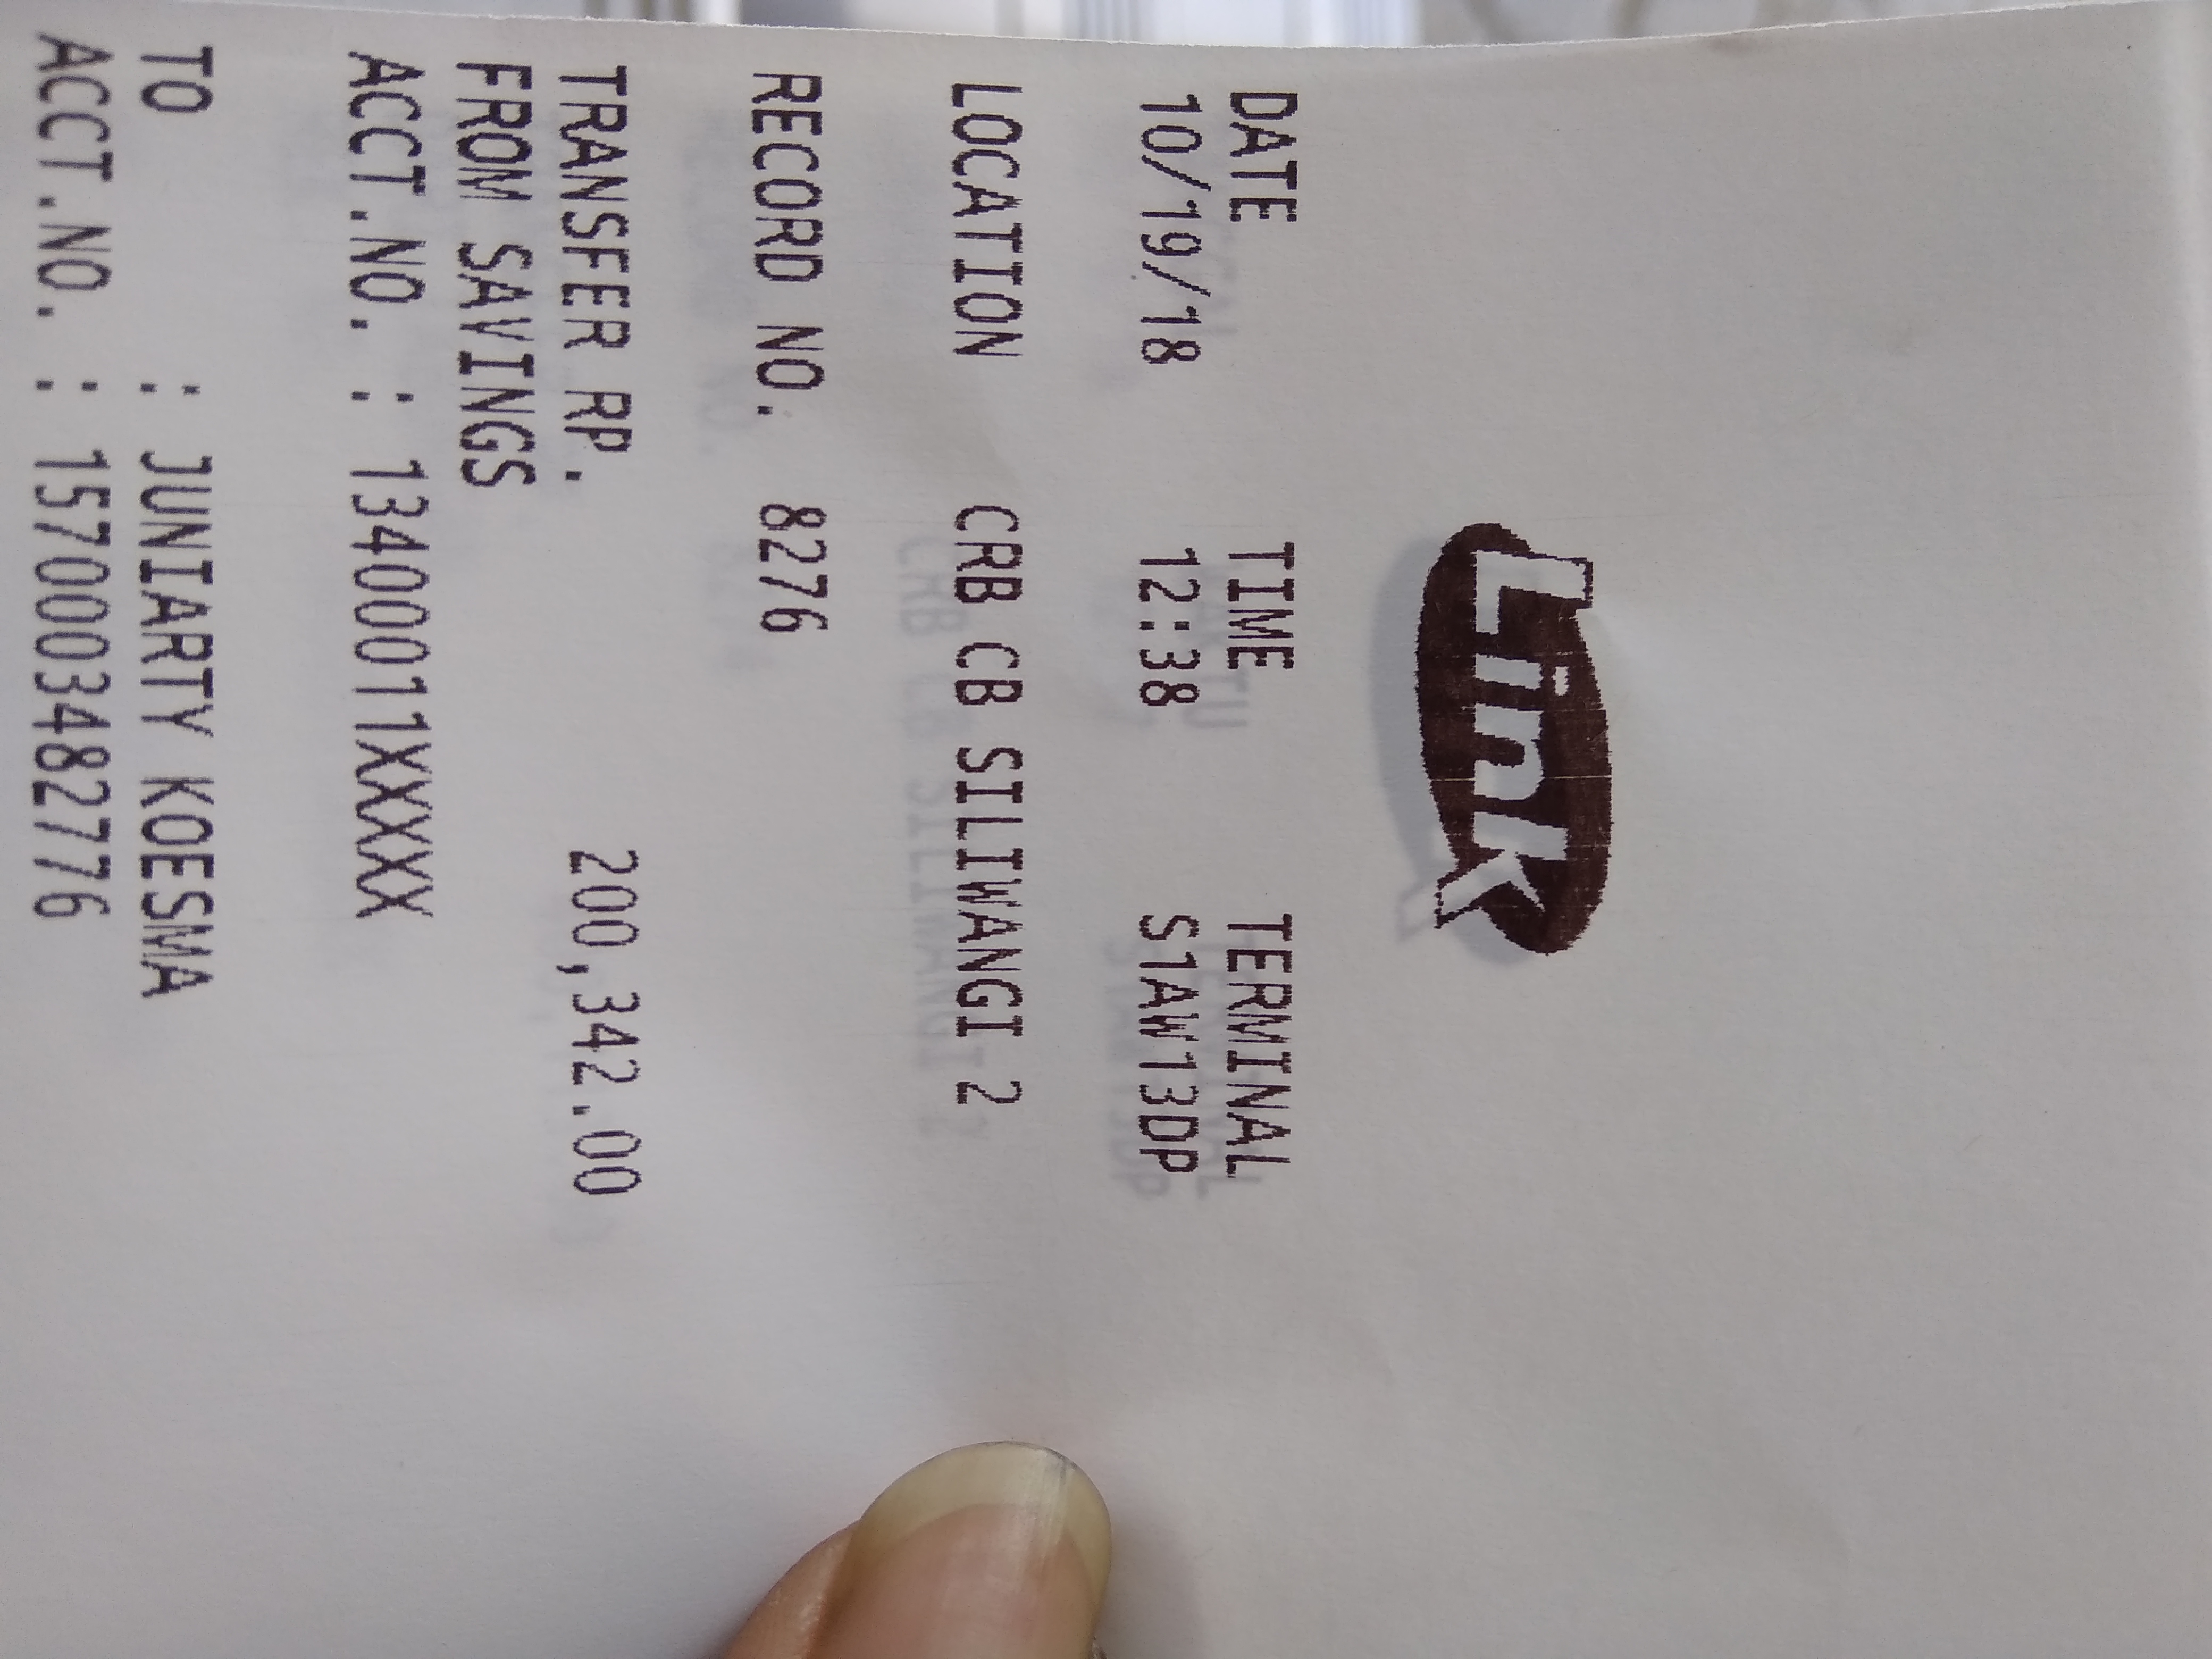 Link
DATE TIME TERMINAL
10/19/18 12:38 S1AW13DP
LOCATION CRB CB SILIWANGI 2
RECORD NO. 8276
TRANSFER RP. 200,342.00
FROM SAVINGS
ACCT.NO. : 13400011XXXXX
TO : JUNIARTY KOESMA
ACCT.NO. : 1570003482776